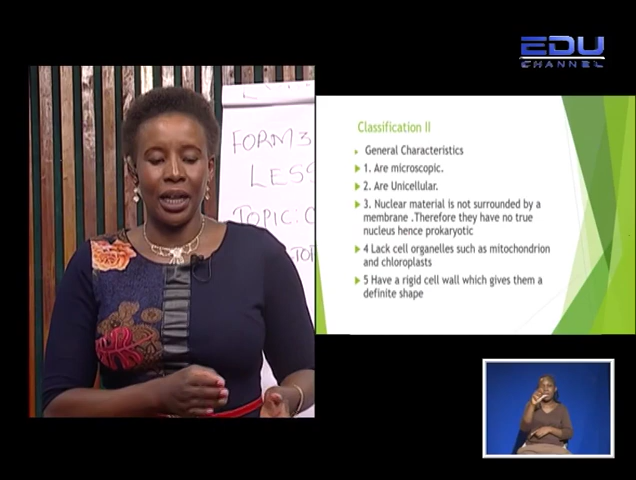 EDU
CHANNEL
FORM 3
LESS
TOPIC: C
Classification II
General Characteristics
1. Are microscopic.
2. Are Unicellular.
3. Nuclear material is not surrounded by a
membrane .Therefore they have no true
nucleus hence prokaryotic
4 Lack cell organelles such as mitochondrion
and chloroplasts
5 Have a rigid cell wall which gives them a
definite shape